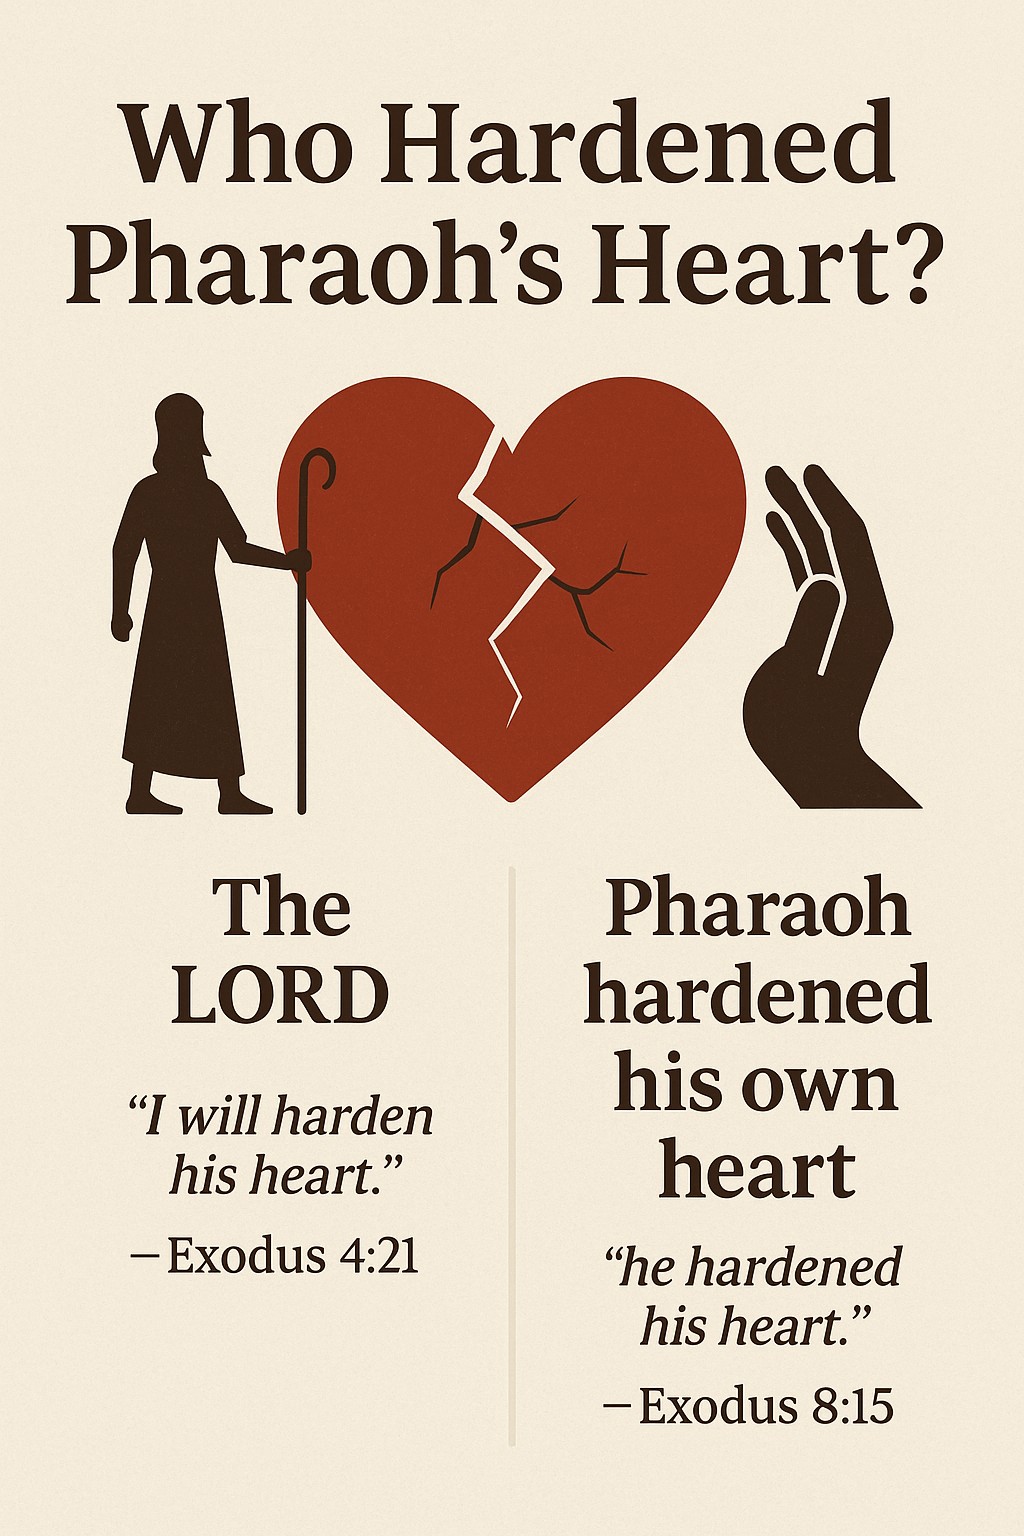 Who Hardened
Pharaoh’s Heart?
The
LORD
“I will harden
his heart.”
—Exodus 4:21
Pharaoh
hardened
his own
heart
“he hardened
his heart.”
—Exodus 8:15